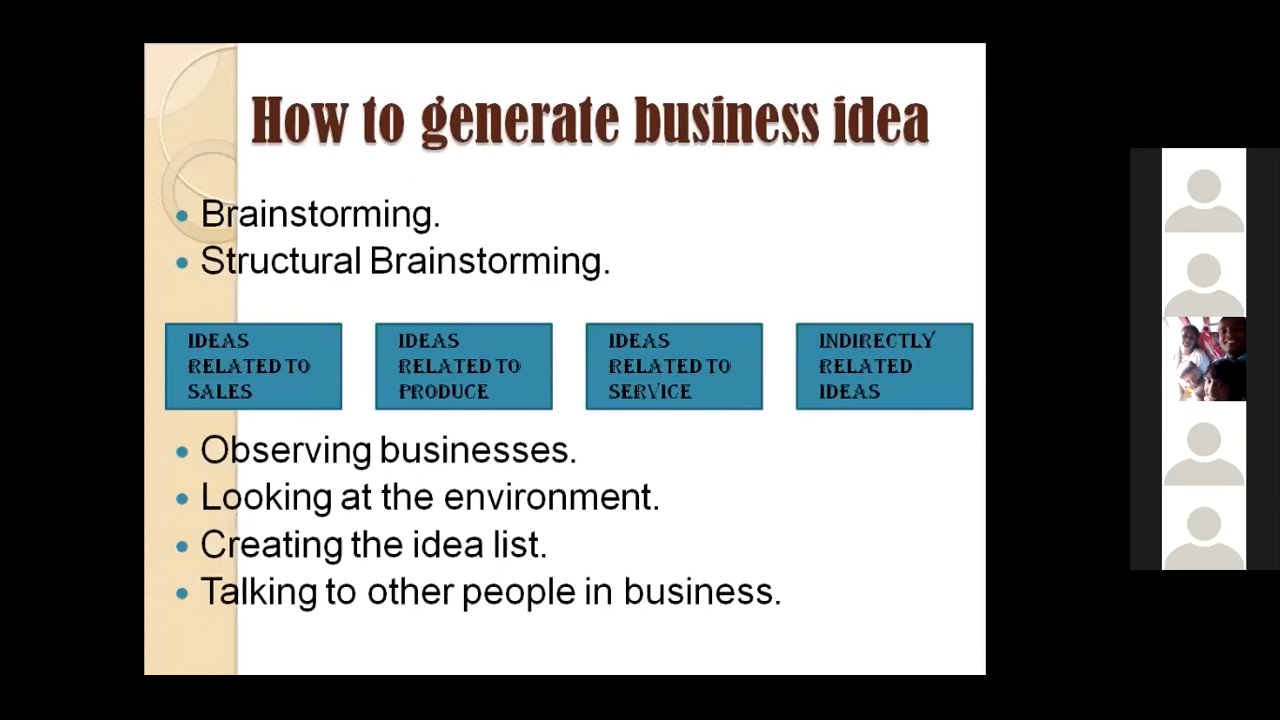 How to generate business idea
Brainstorming.
Structural Brainstorming.
IDEAS
RELATED TO
SALES
IDEAS
RELATED TO
PRODUCE
IDEAS
RELATED TO
SERVICE
INDIRECTLY
RELATED
IDEAS
Observing businesses.
Looking at the environment.
Creating the idea list.
Talking to other people in business.